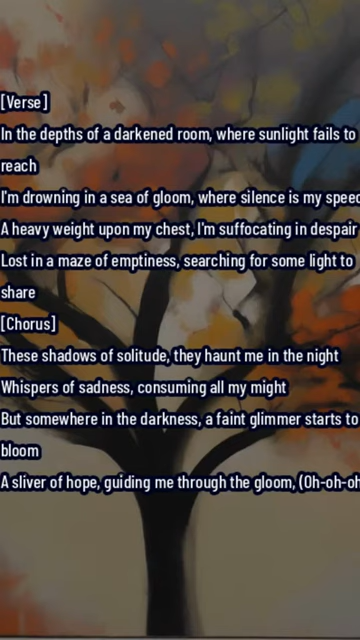 [Verse]
In the depths of a darkened room, where sunlight fails to
reach
I'm drowning in a sea of gloom, where silence is my speec
A heavy weight upon my chest, I'm suffocating in despair
Lost in a maze of emptiness, searching for some light to
share
[Chorus]
These shadows of solitude, they haunt me in the night
Whispers of sadness, consuming all my might
But somewhere in the darkness, a faint glimmer starts to
bloom
A sliver of hope, guiding me through the gloom, (Oh-oh-oh